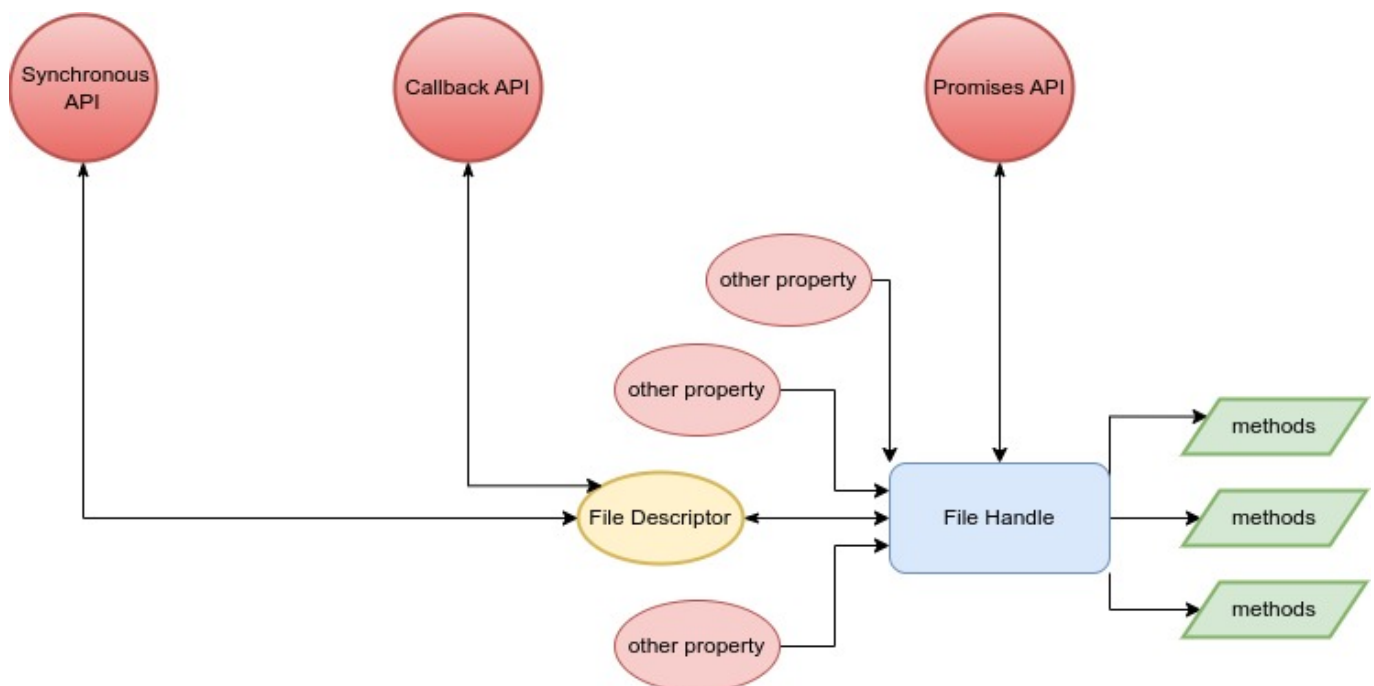 Synchronous
API
Callback API
Promises API
other property
other property
methods
File Descriptor
File Handle
methods
methods
other property